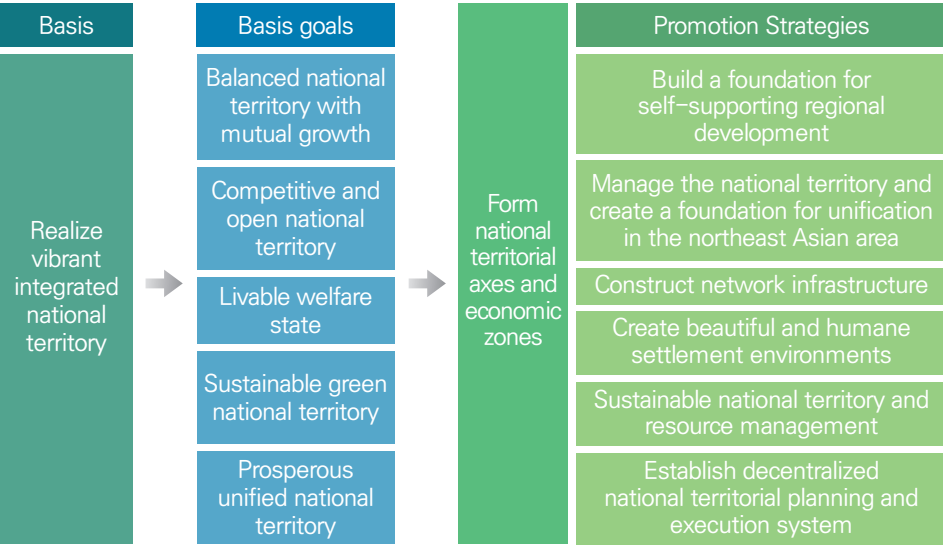 Basis
Realize
vibrant
integrated
national
territory
Basis goals
Balanced national
territory with
mutual growth
Competitive and
open national
territory
Livable welfare
state
Sustainable green
national territory
Prosperous
unified national
territory
Form
national
territorial
axes and
economic
zones
Promotion Strategies
Build a foundation for
self-supporting regional
development
Manage the national territory and
create a foundation for unification
in the northeast Asian area
Construct network infrastructure
Create beautiful and humane
settlement environments
Sustainable national territory and
resource management
Establish decentralized
national territorial planning and
execution system